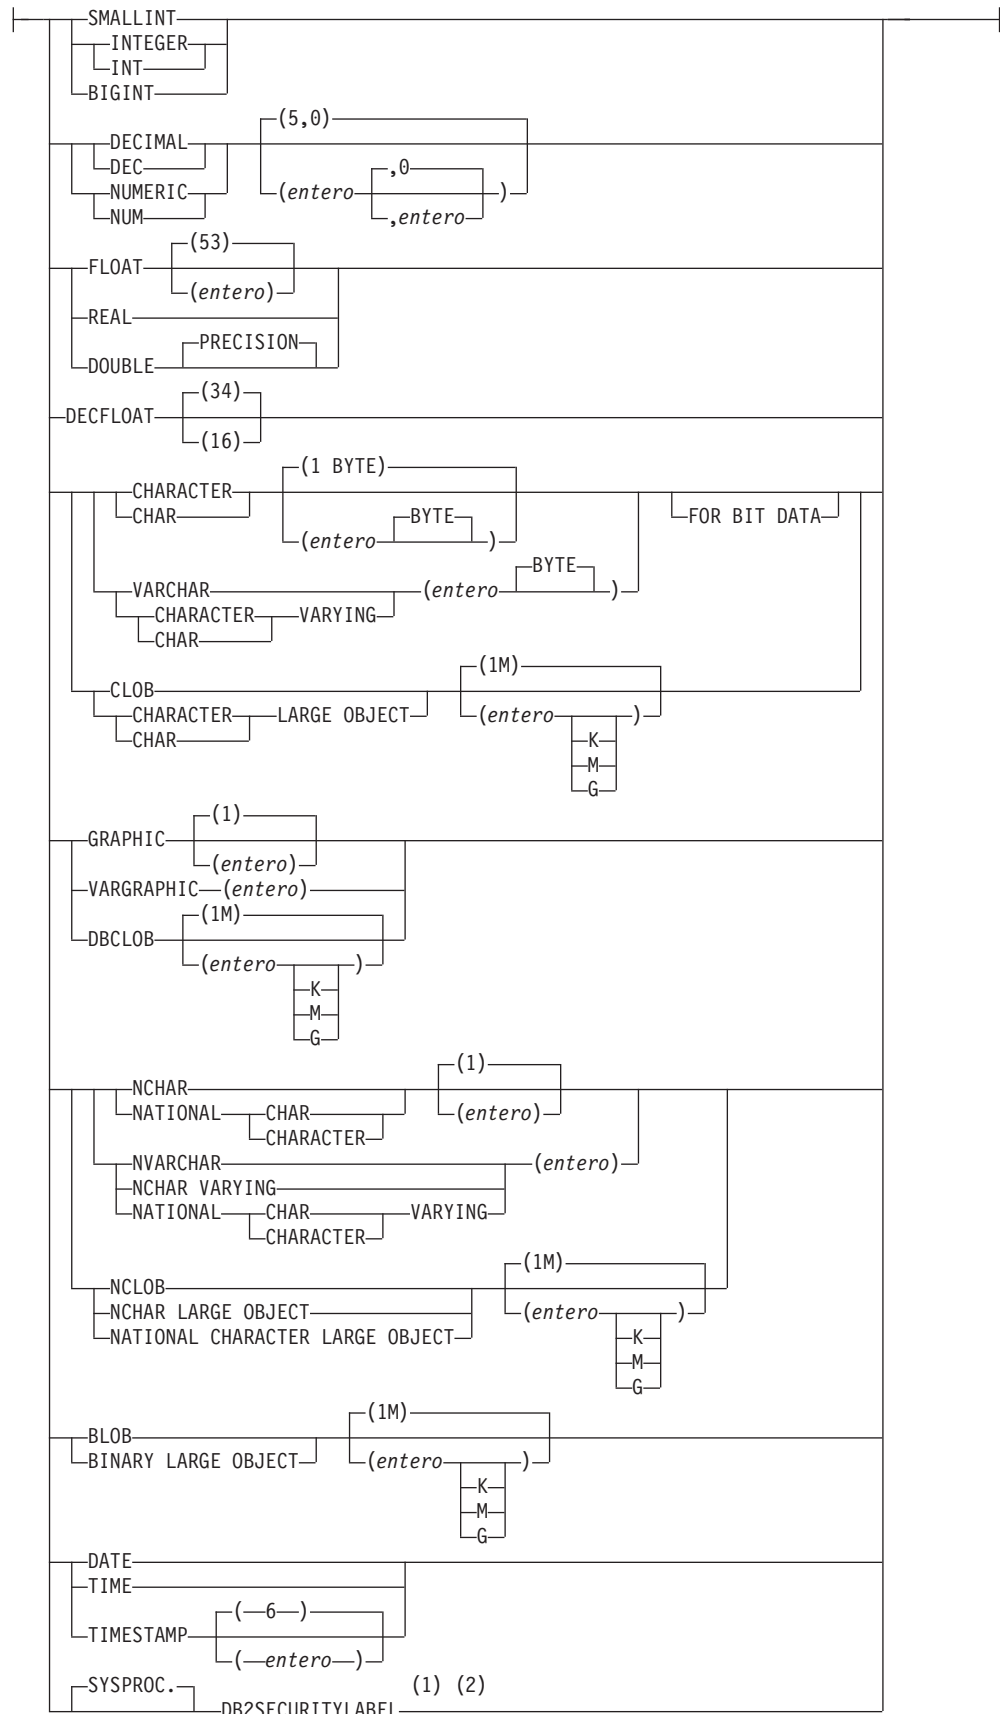 SMALLINT
INTEGER
INT
BIGINT
(5,0)
DECIMAL
DEC
,0
NUMERIC (entero )
NUM ,entero
(53)
FLOAT
(entero)
REAL
PRECISION
DOUBLE
(34)
DECFLOAT
(16)
(1 BYTE)
CHARACTER
CHAR FOR BIT DATA
BYTE
(entero )
BYTE
VARCHAR (entero )
CHARACTER VARYING
CHAR
(1M)
CLOB
CHARACTER LARGE OBJECT (entero )
CHAR K
M
G
(1)
GRAPHIC
(entero)
VARGRAPHIC (entero)
(1M)
DBCLOB
(entero )
K
M
G
(1)
NCHAR
NATIONAL CHAR (entero)
CHARACTER
NVARCHAR (entero)
NCHAR VARYING
NATIONAL CHAR VARYING
CHARACTER
(1M)
NCLOB
NCHAR LARGE OBJECT (entero )
NATIONAL CHARACTER LARGE OBJECT K
M
G
(1M)
BLOB
BINARY LARGE OBJECT (entero )
K
M
G
DATE
TIME
( 6 )
TIMESTAMP
( entero )
SYSPROC. (1) (2)
DB2SECURITYLABEL